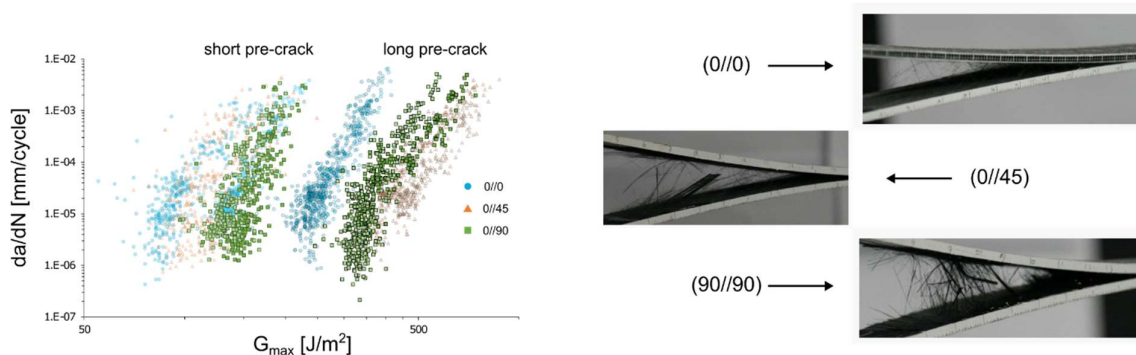 short pre-crack
long pre-crack
da/dN [mm/cycle]
1.E-02
1.E-03
1.E-04
1.E-05
1.E-06
1.E-07
0//0
0//45
0//90
50
500
G_max [J/m²]
(0//0)
(0//45)
(90//90)